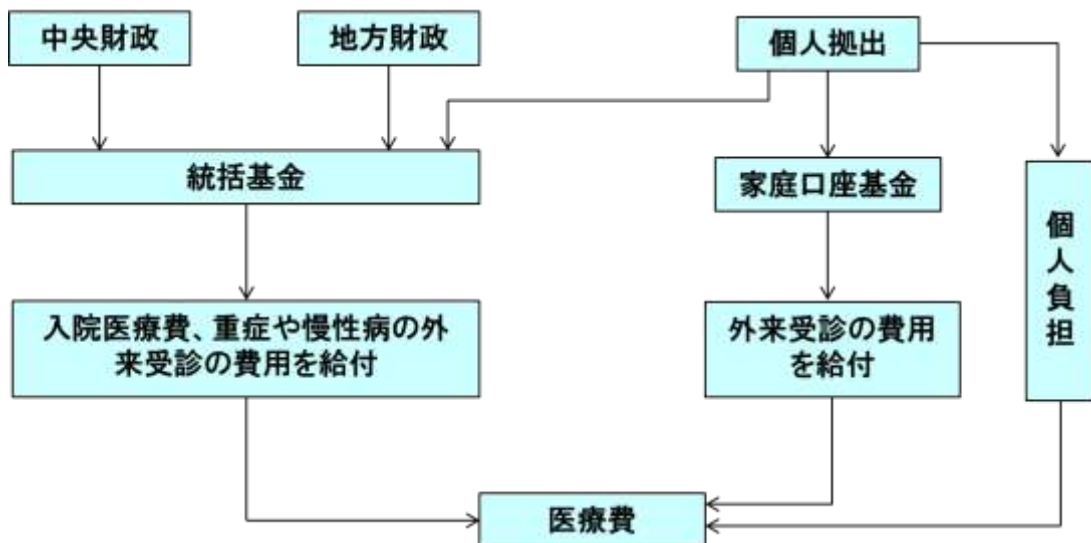 中央財政
地方財政
個人拠出
統括基金
家庭口座基金
個人負担
入院医療費、重症や慢性病の外
来受診の費用を給付
外来受診の費用
を給付
医療費